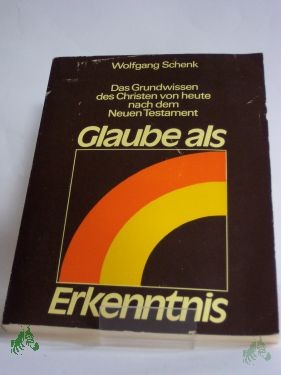 Wolfgang Schenk
Das Grundwissen
des Christen von heute
nach dem
Neuen Testament
Glaube als
Erkenntnis